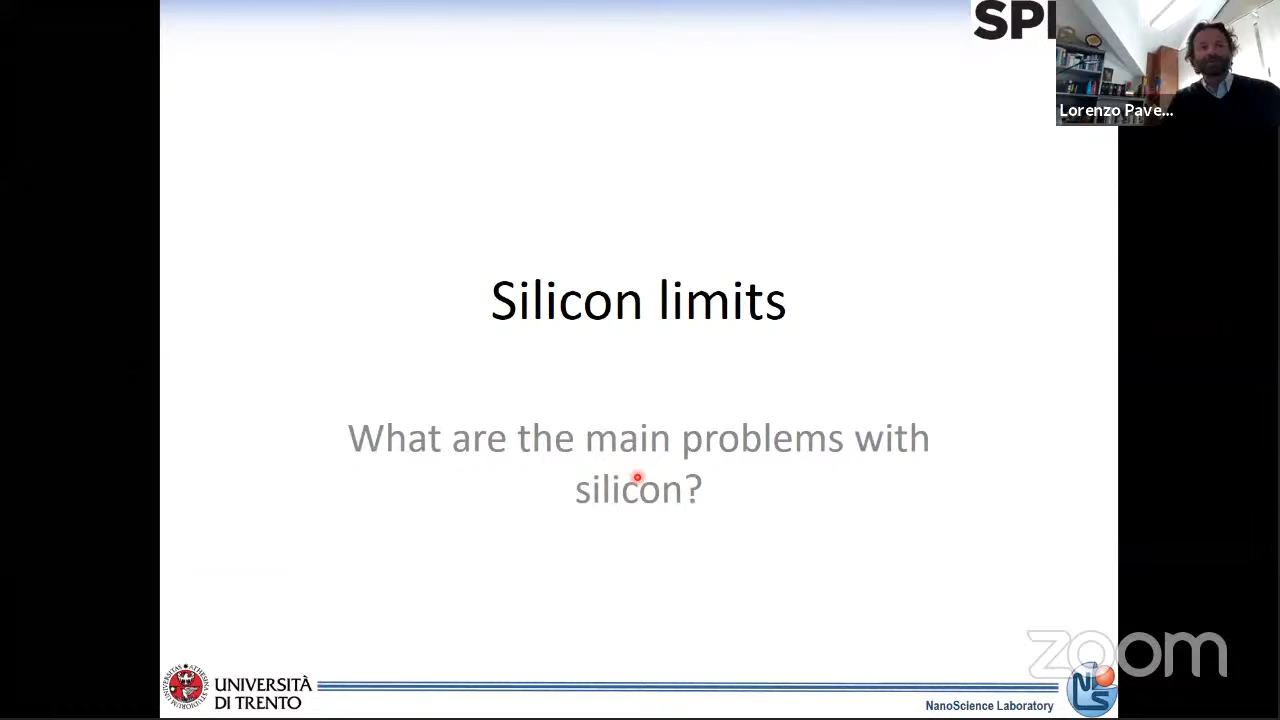 SPI
Lorenzo Pave...
Silicon limits
What are the main problems with
silicon?
UNIVERSITÀ
DI TRENTO
NanoScience Laboratory
zoom